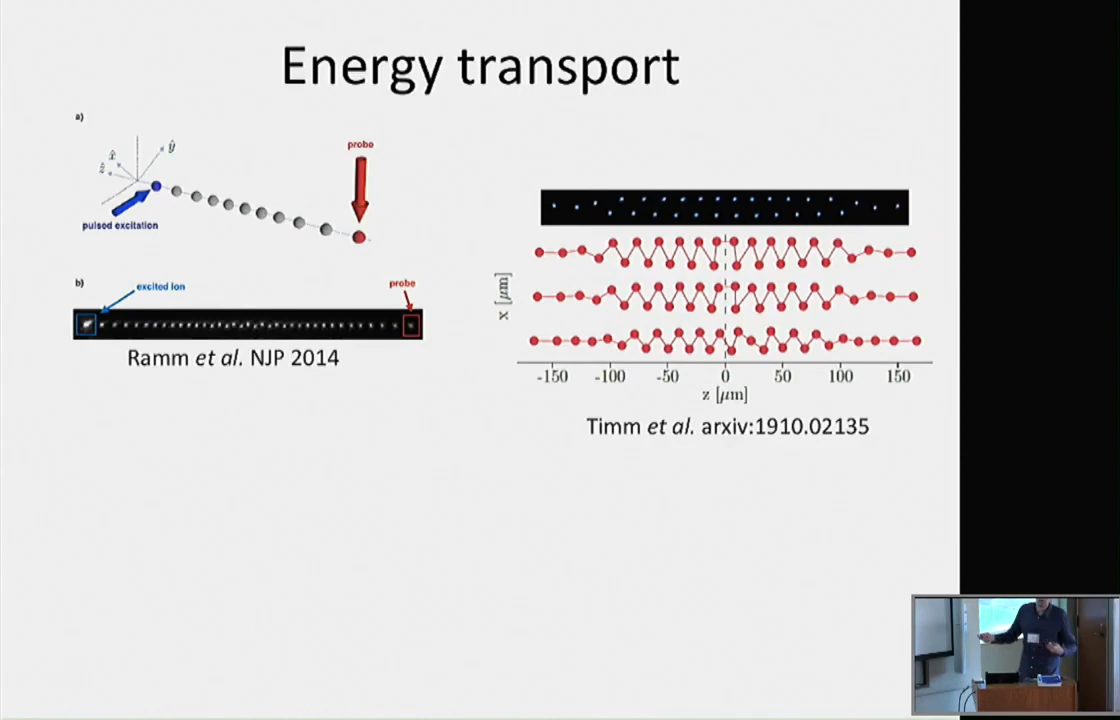 Energy transport
a)
ŷ
x̂
ẑ
probe
pulsed excitation
b)
excited ion
probe
Ramm et al. NJP 2014
x [μm]
-150 -100 -50 0 50 100 150
z [μm]
Timm et al. arxiv:1910.02135